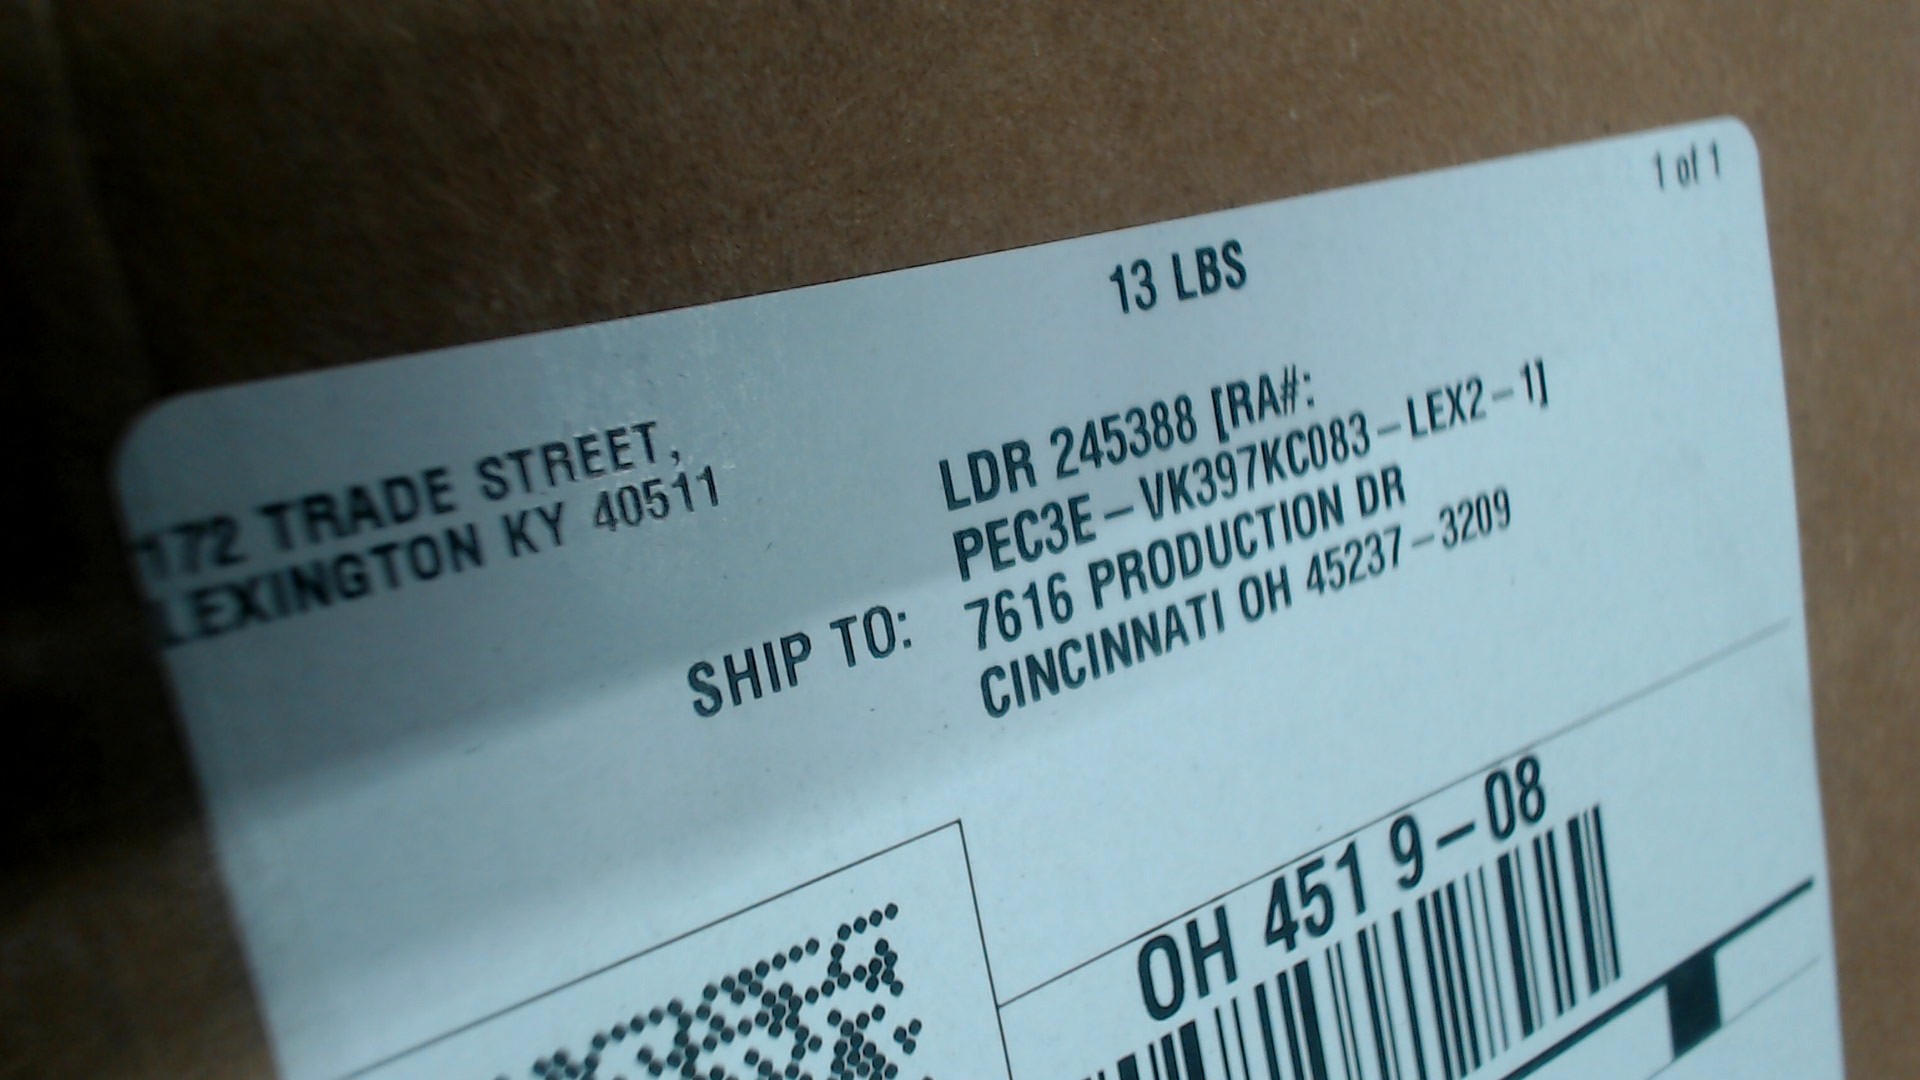 1 of 1
13 LBS
172 TRADE STREET,
LEXINGTON KY 40511
SHIP TO:
LDR 245388 [RA#:
PEC3E-VK397KC083-LEX2-1]
7616 PRODUCTION DR
CINCINNATI OH 45237-3209
OH 451 9-08